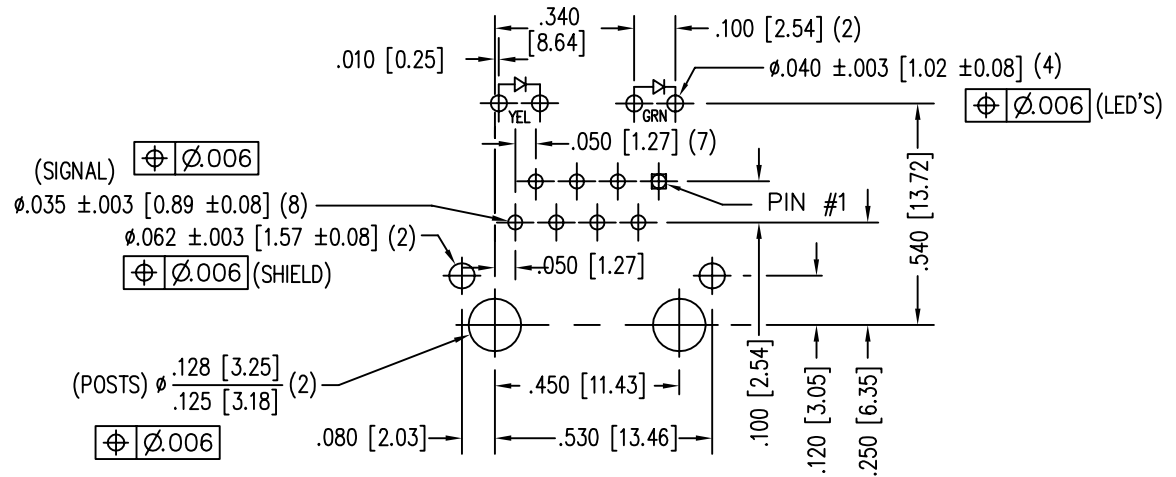 .340
[8.64]
.100 [2.54] (2)
.010 [0.25]
ø.040 ±.003 [1.02 ±0.08] (4)
YEL
GRN
⌖ Ø.006 (LED'S)
.050 [1.27] (7)
(SIGNAL) ⌖ Ø.006
PIN #1
ø.035 ±.003 [0.89 ±0.08] (8)
ø.062 ±.003 [1.57 ±0.08] (2)
⌖ Ø.006 (SHIELD)
.050 [1.27]
.540 [13.72]
(POSTS) ø .128 [3.25]
.125 [3.18] (2)
⌖ Ø.006
.450 [11.43]
.080 [2.03]
.530 [13.46]
.100 [2.54]
.120 [3.05]
.250 [6.35]